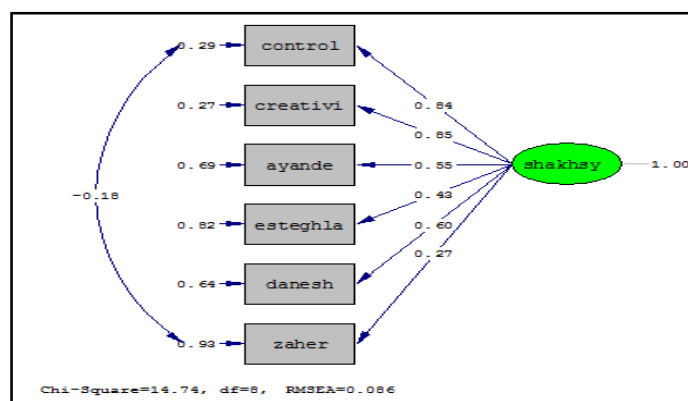 0.29 control
0.84
0.27 creativi
0.85
0.69 ayande
0.55
shakhsy 1.00
-0.18
0.43
0.82 esteghla
0.60
0.27
0.64 danesh
0.93 zaher
Chi-Square=14.74, df=8, RMSEA=0.086